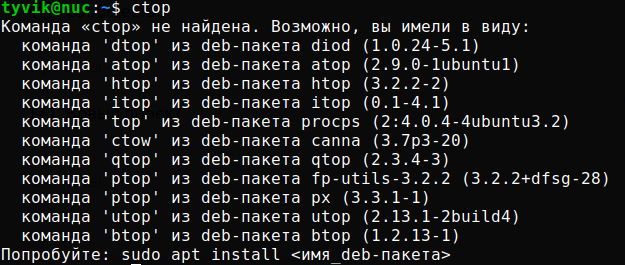 tyvik@nuc:~$ ctop
Команда «ctop» не найдена. Возможно, вы имели в виду:
  команда 'dtop' из deb-пакета diod (1.0.24-5.1)
  команда 'atop' из deb-пакета atop (2.9.0-1ubuntu1)
  команда 'htop' из deb-пакета htop (3.2.2-2)
  команда 'itop' из deb-пакета itop (0.1-4.1)
  команда 'top' из deb-пакета procps (2:4.0.4-4ubuntu3.2)
  команда 'ctow' из deb-пакета canna (3.7p3-20)
  команда 'qtop' из deb-пакета qtop (2.3.4-3)
  команда 'ptop' из deb-пакета fp-utils-3.2.2 (3.2.2+dfsg-28)
  команда 'ptop' из deb-пакета px (3.3.1-1)
  команда 'utop' из deb-пакета utop (2.13.1-2build4)
  команда 'btop' из deb-пакета btop (1.2.13-1)
Попробуйте: sudo apt install <имя_deb-пакета>